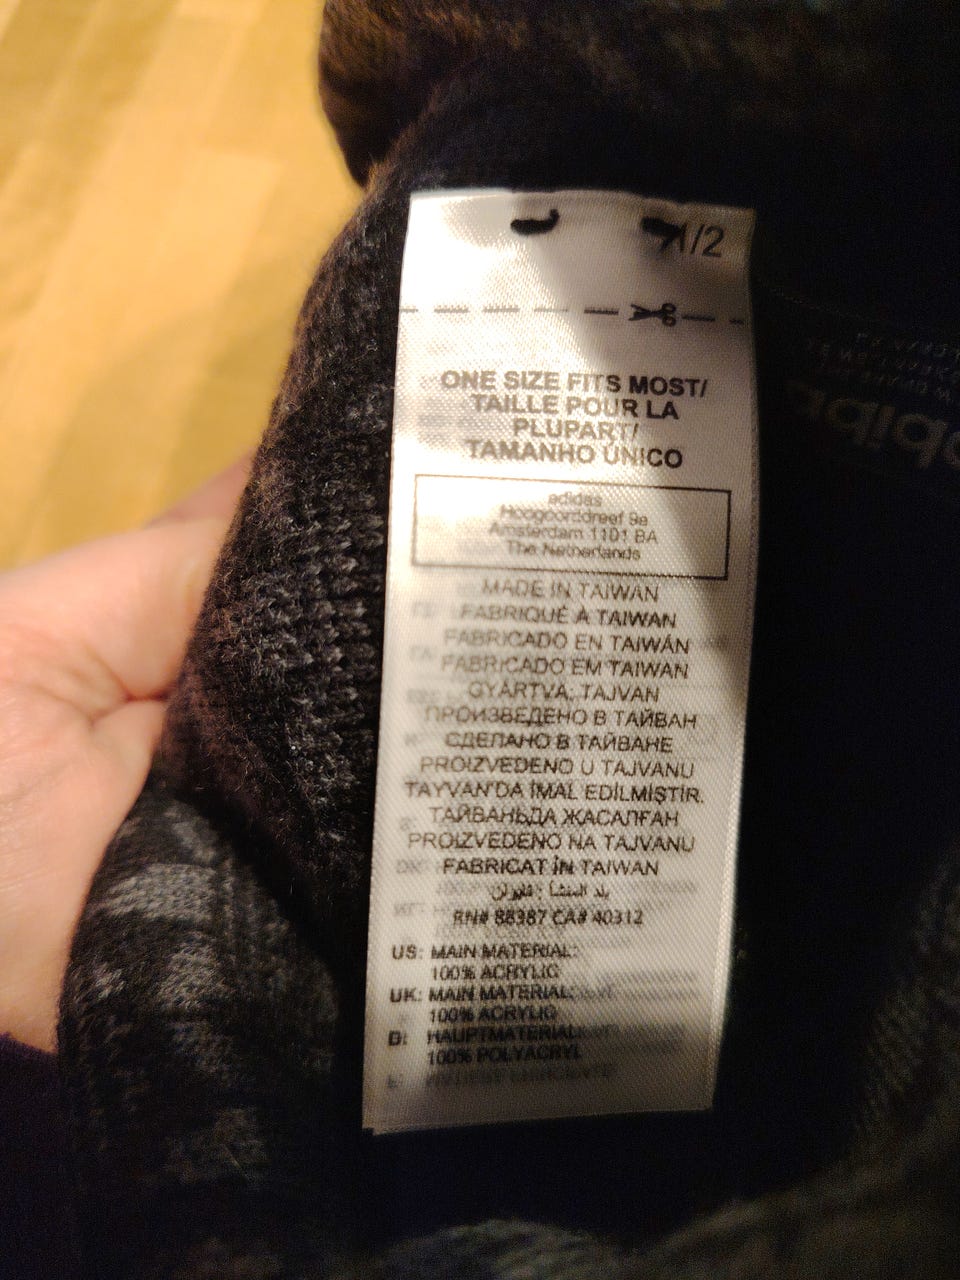 1/2
ONE SIZE FITS MOST/
TAILLE POUR LA
PLUPART/
TAMANHO ÚNICO
adidas
Hoogoorddreef 9a
Amsterdam 1101 BA
The Netherlands
MADE IN TAIWAN
FABRIQUÉ À TAIWAN
FABRICADO EN TAIWÁN
FABRICADO EM TAIWAN
GYÁRTVA: TAJVAN
ПРОИЗВЕДЕНО В ТАЙВАН
СДЕЛАНО В ТАЙВАНЕ
PROIZVEDENO U TAJVANU
TAYVAN'DA İMAL EDİLMİŞTİR.
ТАЙВАНЬДА ЖАСАЛҒАН
PROIZVEDENO NA TAJVANU
FABRICAT ÎN TAIWAN
بلد المنشأ : تايوان
RN# 88387 CA# 40312
US: MAIN MATERIAL:
100% ACRYLIC
UK: MAIN MATERIAL:
100% ACRYLIC
D: HAUPTMATERIAL:
100% POLYACRYL